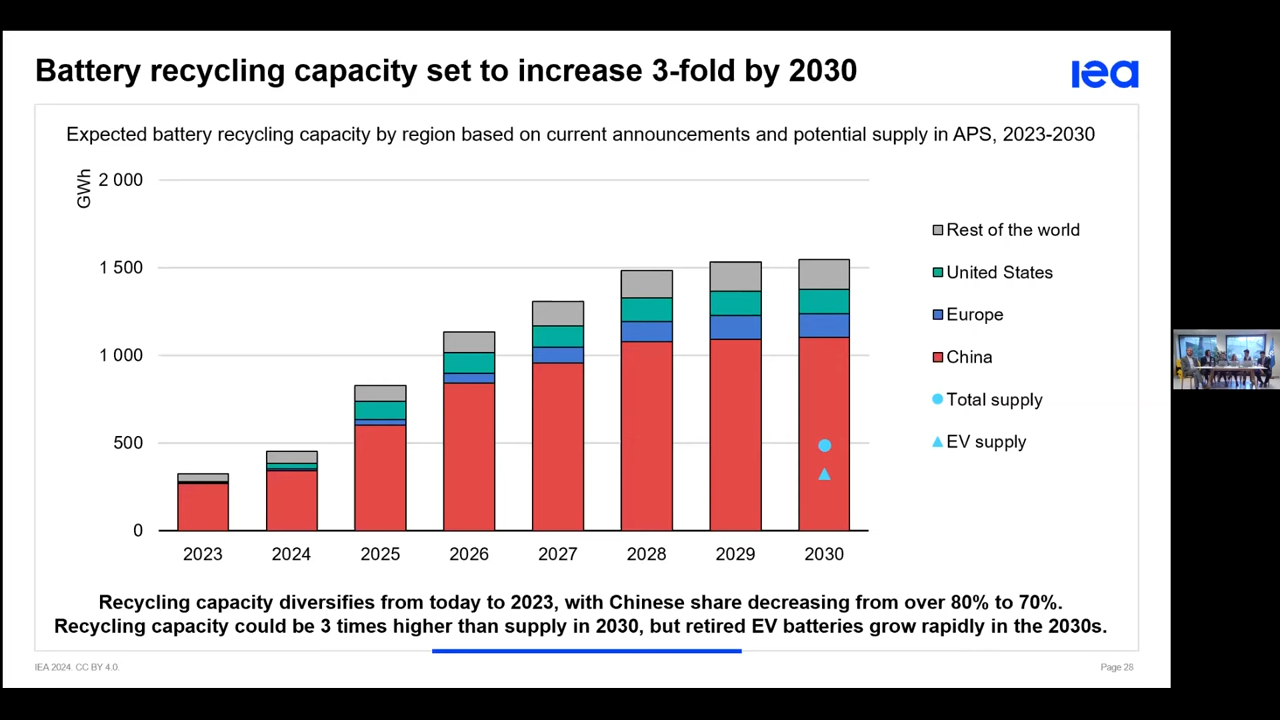 Battery recycling capacity set to increase 3-fold by 2030
iea
Expected battery recycling capacity by region based on current announcements and potential supply in APS, 2023-2030
GWh
2 000
1 500
1 000
500
0
2023 2024 2025 2026 2027 2028 2029 2030
Rest of the world
United States
Europe
China
Total supply
EV supply
Recycling capacity diversifies from today to 2023, with Chinese share decreasing from over 80% to 70%.
Recycling capacity could be 3 times higher than supply in 2030, but retired EV batteries grow rapidly in the 2030s.
IEA 2024. CC BY 4.0.
Page 28